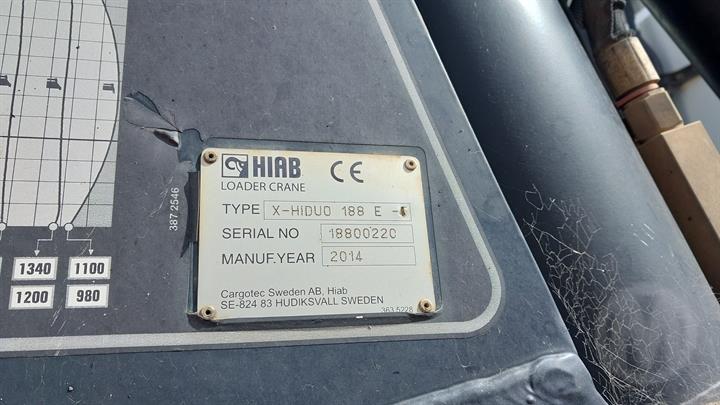 HIAB CE
LOADER CRANE
TYPE X-HIDUO 188 E -
SERIAL NO 18800220
MANUF.YEAR 2014
Cargotec Sweden AB, Hiab
SE-824 83 HUDIKSVALL SWEDEN
363 5228
387 2546
1340 1100
1200 980